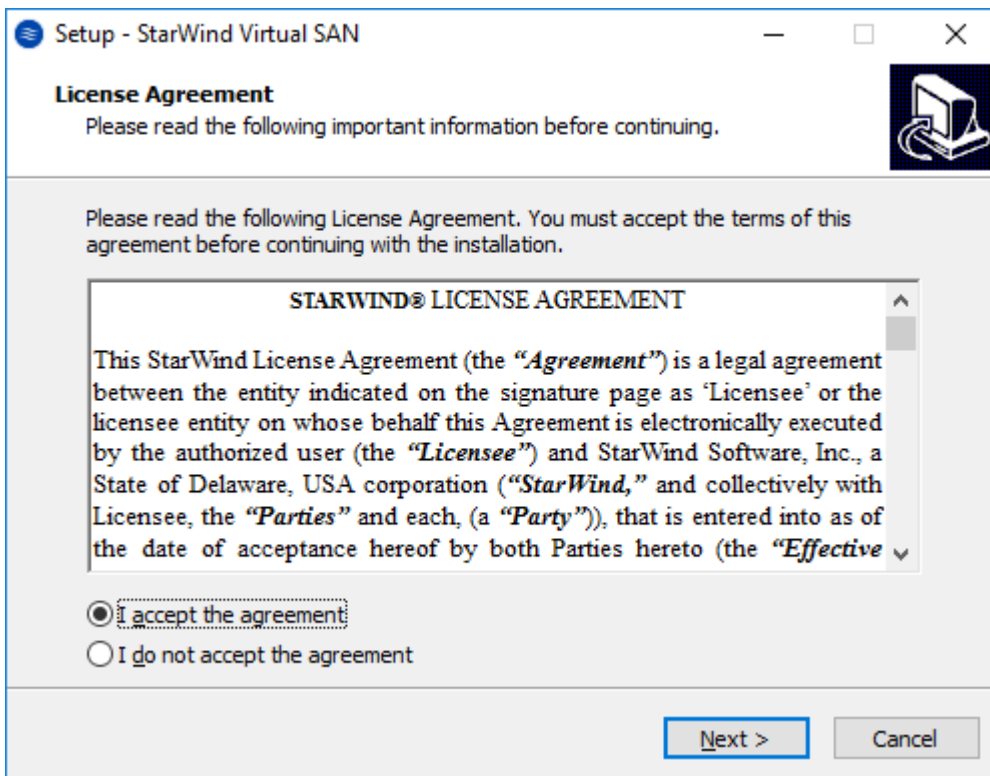 Setup - StarWind Virtual SAN
License Agreement
Please read the following important information before continuing.
Please read the following License Agreement. You must accept the terms of this
agreement before continuing with the installation.
STARWIND® LICENSE AGREEMENT
This StarWind License Agreement (the “Agreement”) is a legal agreement
between the entity indicated on the signature page as ‘Licensee’ or the
licensee entity on whose behalf this Agreement is electronically executed
by the authorized user (the “Licensee”) and StarWind Software, Inc., a
State of Delaware, USA corporation (“StarWind,” and collectively with
Licensee, the “Parties” and each, (a “Party”)), that is entered into as of
the date of acceptance hereof by both Parties hereto (the “Effective
I accept the agreement
I do not accept the agreement
Next >
Cancel